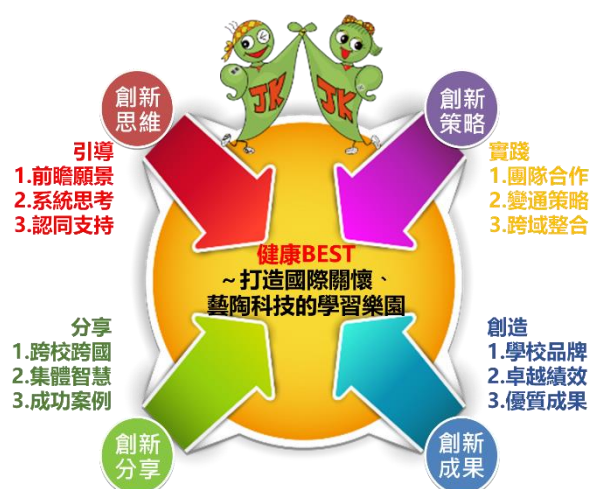 JK JK
創新
思維
創新
策略
引導
1.前瞻願景
2.系統思考
3.認同支持
實踐
1.團隊合作
2.變通策略
3.跨域整合
健康BEST
~打造國際關懷、
藝陶科技的學習樂園
分享
1.跨校跨國
2.集體智慧
3.成功案例
創造
1.學校品牌
2.卓越績效
3.優質成果
創新
分享
創新
成果